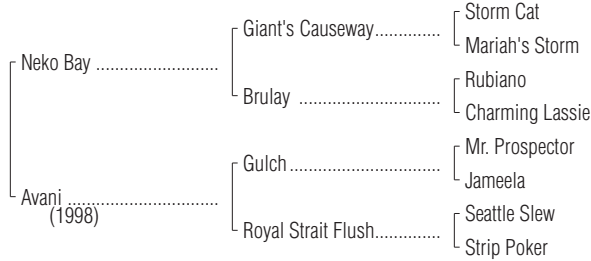 Storm Cat
Giant's Causeway..............
Mariah's Storm
Neko Bay ..........................
Rubiano
Brulay ..............................
Charming Lassie
Mr. Prospector
Gulch................................
Jameela
Avani ................................
(1998)
Seattle Slew
Royal Strait Flush..............
Strip Poker